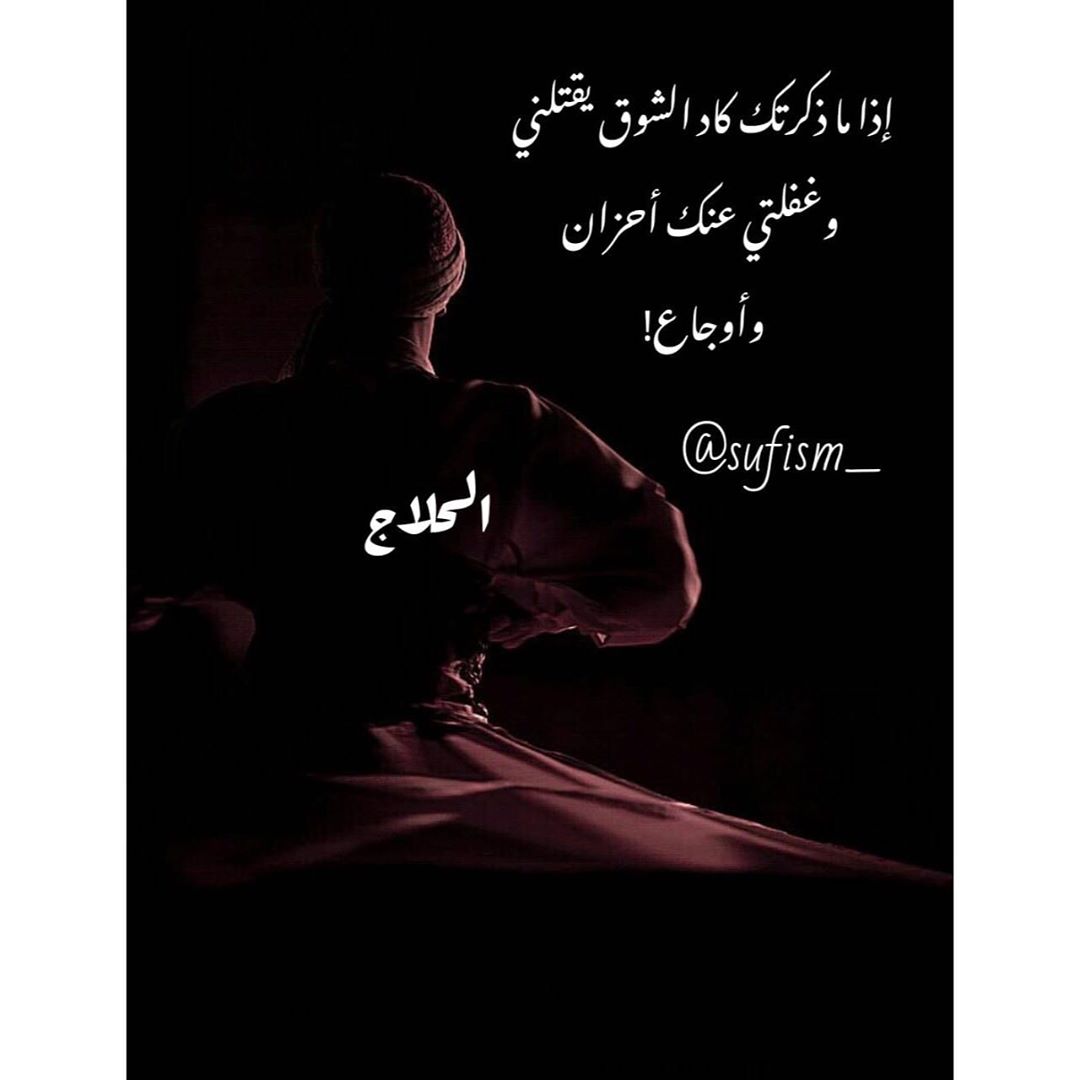 إذا ما ذكرتك كاد الشوق يقتلني
وغفلتي عنك أحزان
وأوجاع!
@sufism_
الحلاج